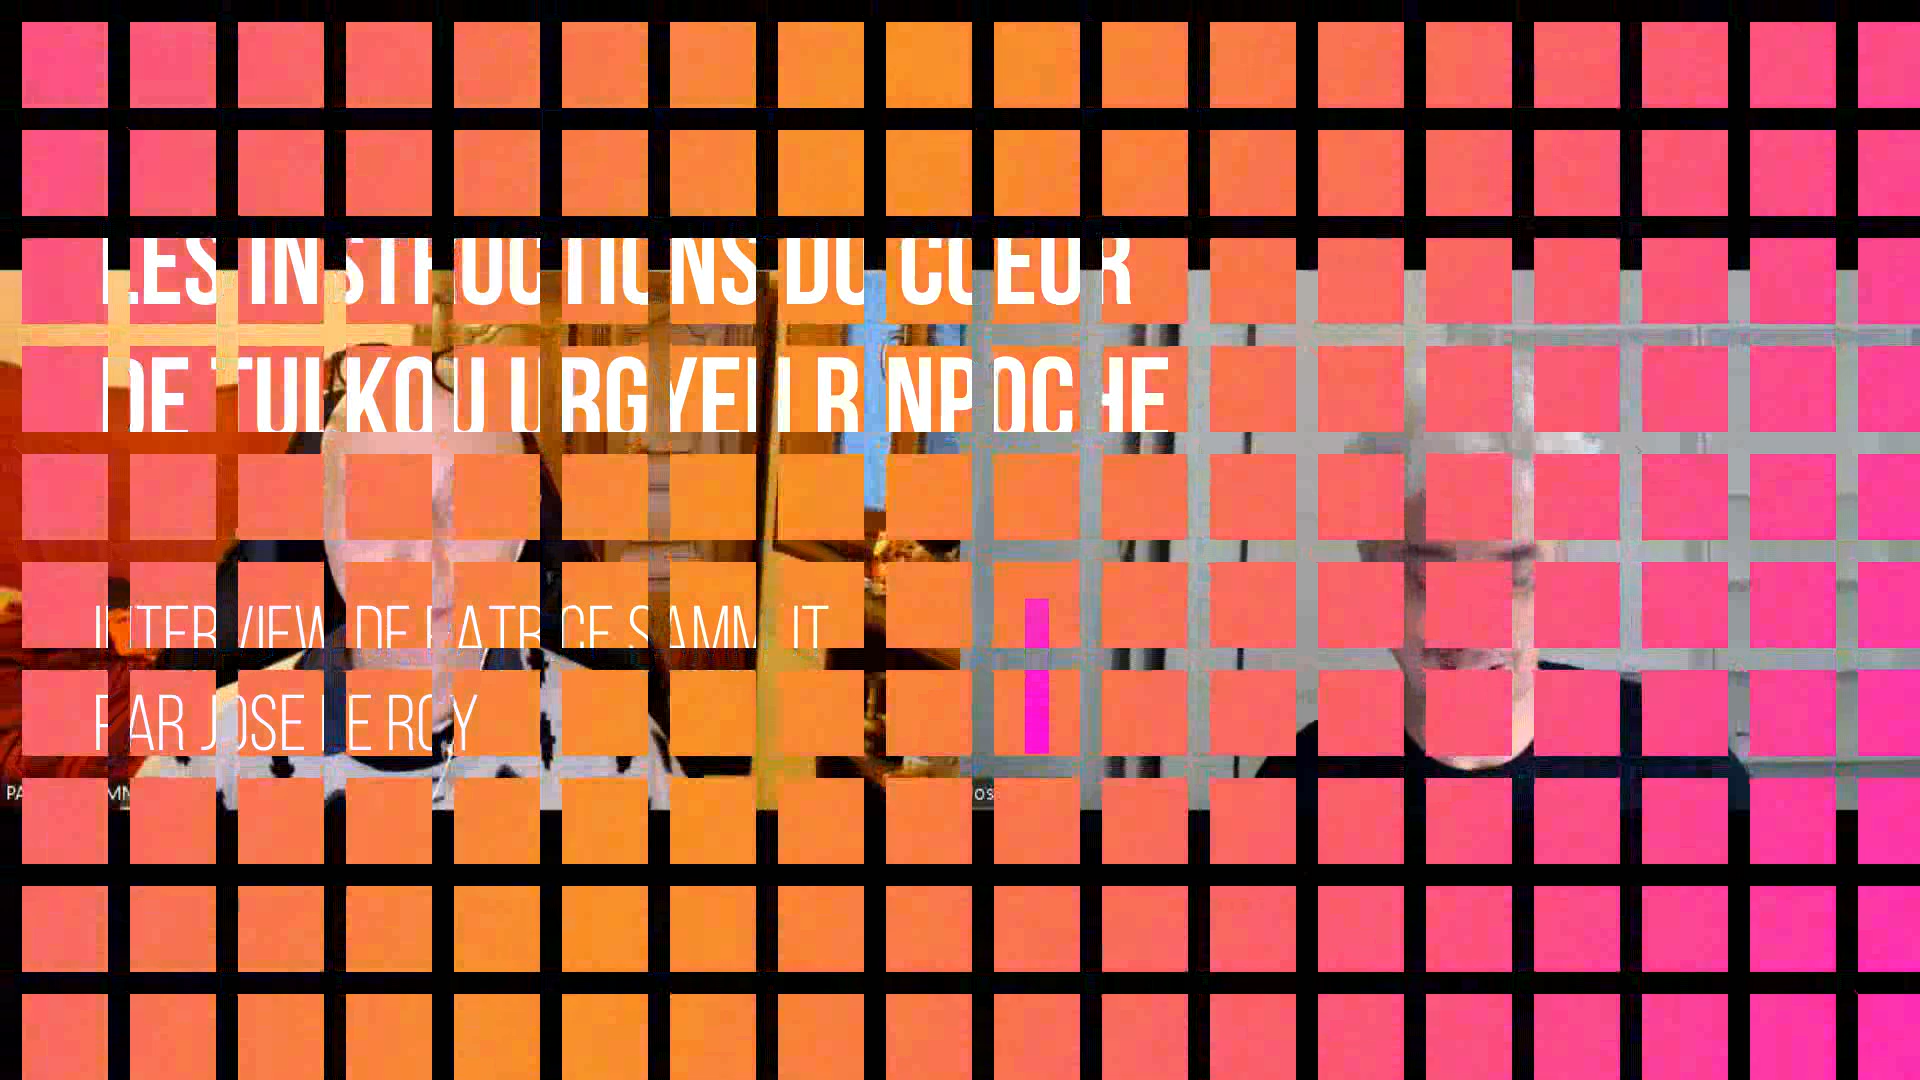 LES INSTRUCTIONS DU COEUR
DE TULKOU URGYEN RINPOCHE
INTERVIEW DE PATRICE SAMMUT
PAR JOSE LE ROY